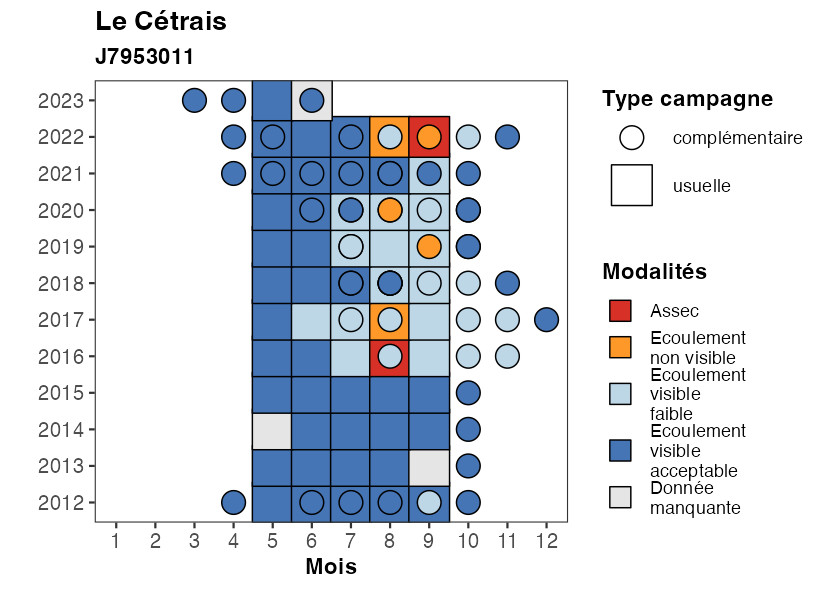 Le Cétrais
J7953011
2023
2022
2021
2020
2019
2018
2017
2016
2015
2014
2013
2012
1 2 3 4 5 6 7 8 9 10 11 12
Mois
Type campagne
complémentaire
usuelle
Modalités
Assec
Ecoulement
non visible
Ecoulement
visible
faible
Ecoulement
visible
acceptable
Donnée
manquante